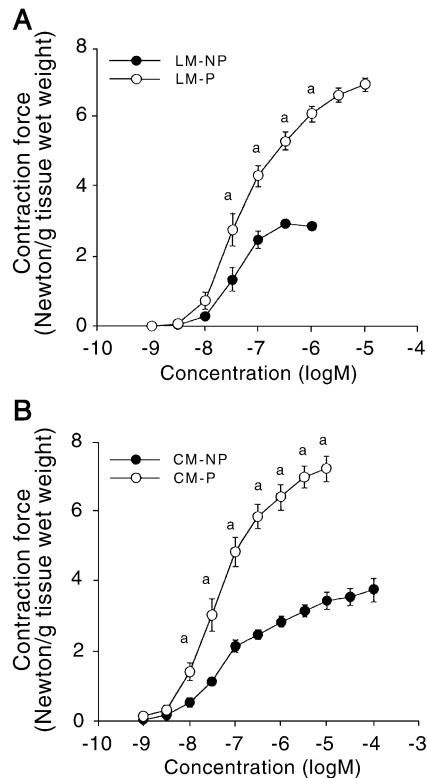 A
8
LM-NP
LM-P
a
a
6
a
a
4
2
0
Contraction force
(Newton/g tissue wet weight)
-10 -9 -8 -7 -6 -5 -4
Concentration (logM)
B
8
CM-NP
CM-P
a
a
a
a
6
a
a
a
4
2
0
Contraction force
(Newton/g tissue wet weight)
-10 -9 -8 -7 -6 -5 -4 -3
Concentration (logM)